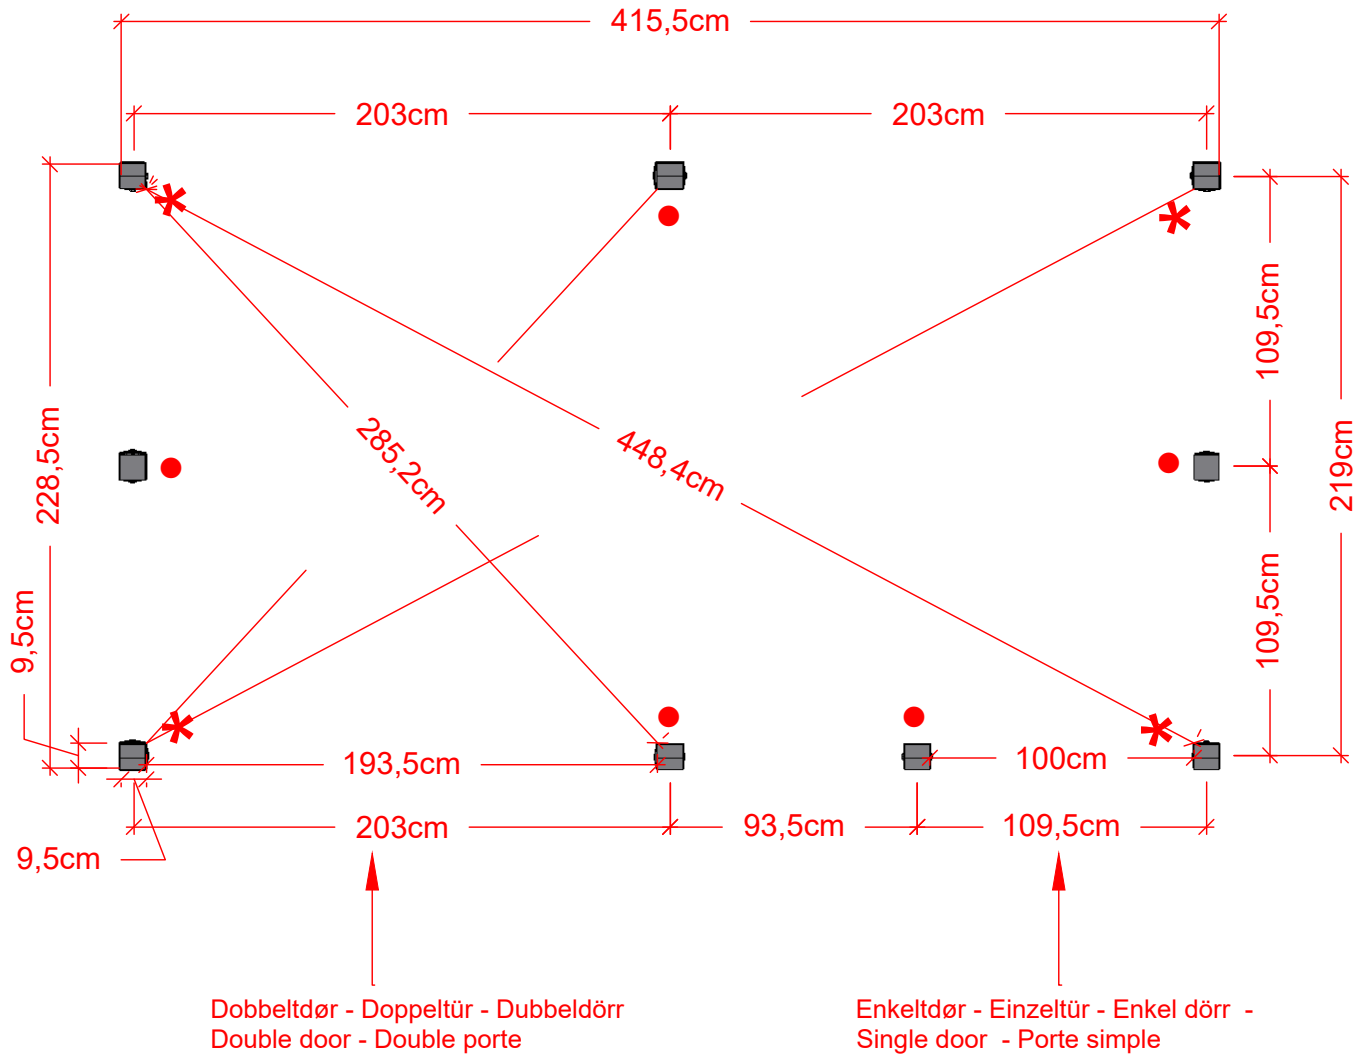 415,5cm
203cm
203cm
109,5cm
228,5cm
285,2cm
448,4cm
219cm
9,5cm
109,5cm
193,5cm
100cm
203cm
93,5cm
109,5cm
9,5cm
Dobbeltdør - Doppeltür - Dubbeldörr
Double door - Double porte
Enkeltdør - Einzeltür - Enkel dörr -
Single door - Porte simple